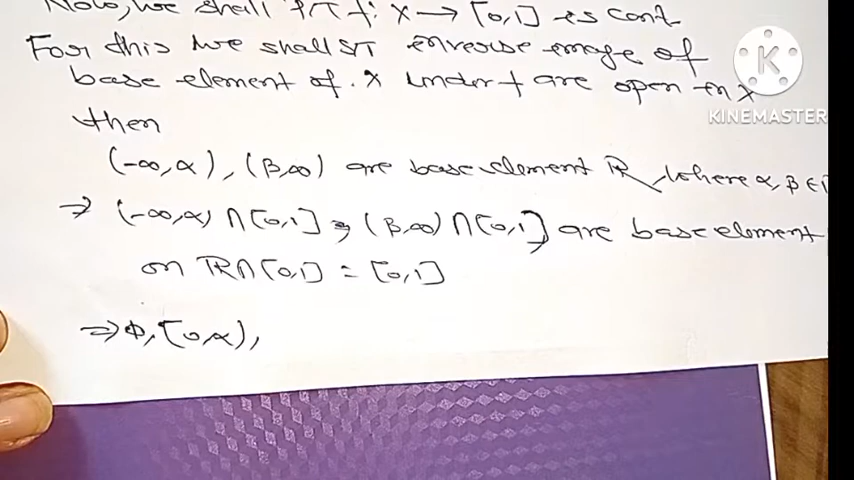 Now, we shall P/T f: X → [0,1] is cont
For this we shall S/T inverse image of
base element of . X under f are open in X
then
(-∞, α), (β, ∞) are base element ℝ, where α, β ∈
⇒ (-∞, α) ∩ [0,1] , (β, ∞) ∩ [0,1] are base element
on ℝ ∩ [0,1] = [0,1]
⇒ Φ, [0, α),
K
KINEMASTER